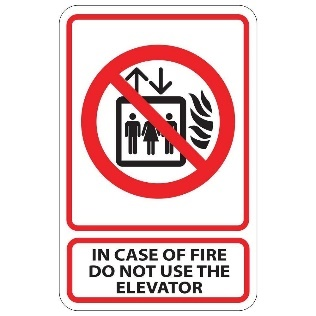 IN CASE OF FIRE
DO NOT USE THE
ELEVATOR